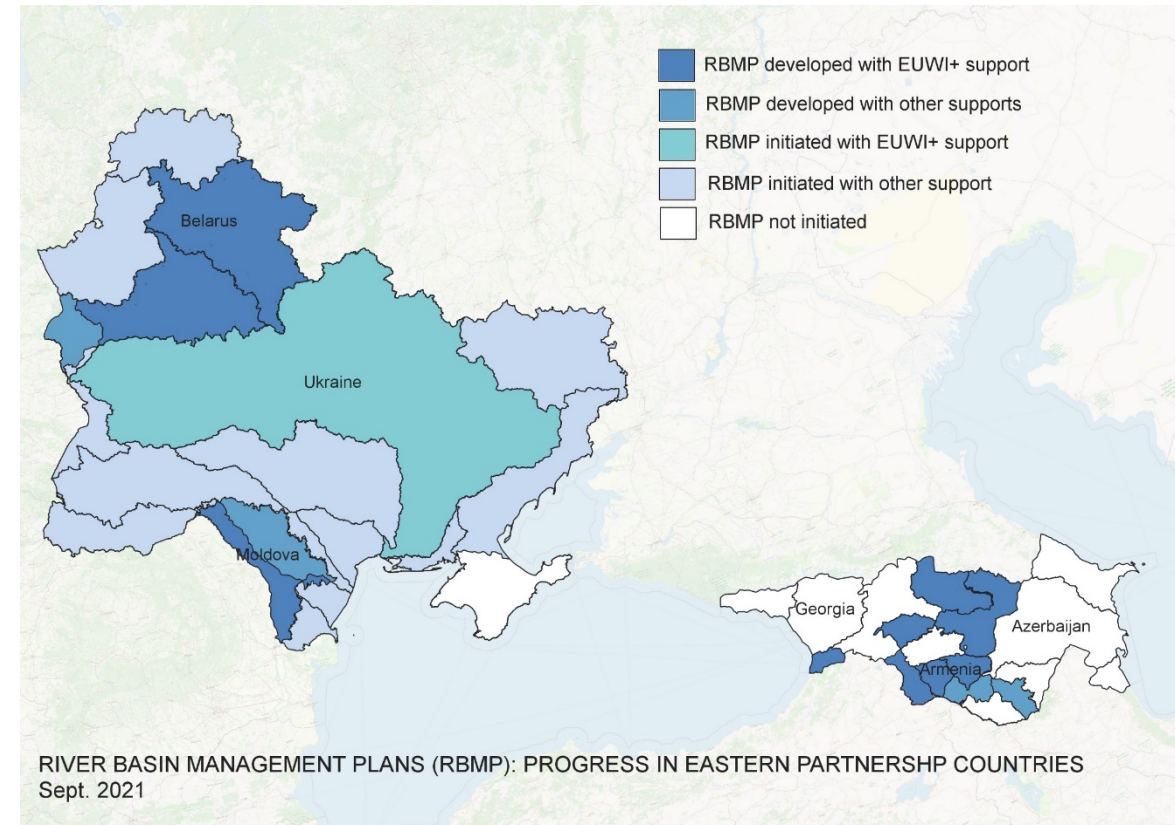 RBMP developed with EUWI+ support
RBMP developed with other supports
RBMP initiated with EUWI+ support
RBMP initiated with other support
RBMP not initiated
Belarus
Ukraine
Moldova
Georgia
Azerbaijan
Armenia
RIVER BASIN MANAGEMENT PLANS (RBMP): PROGRESS IN EASTERN PARTNERSHP COUNTRIES
Sept. 2021